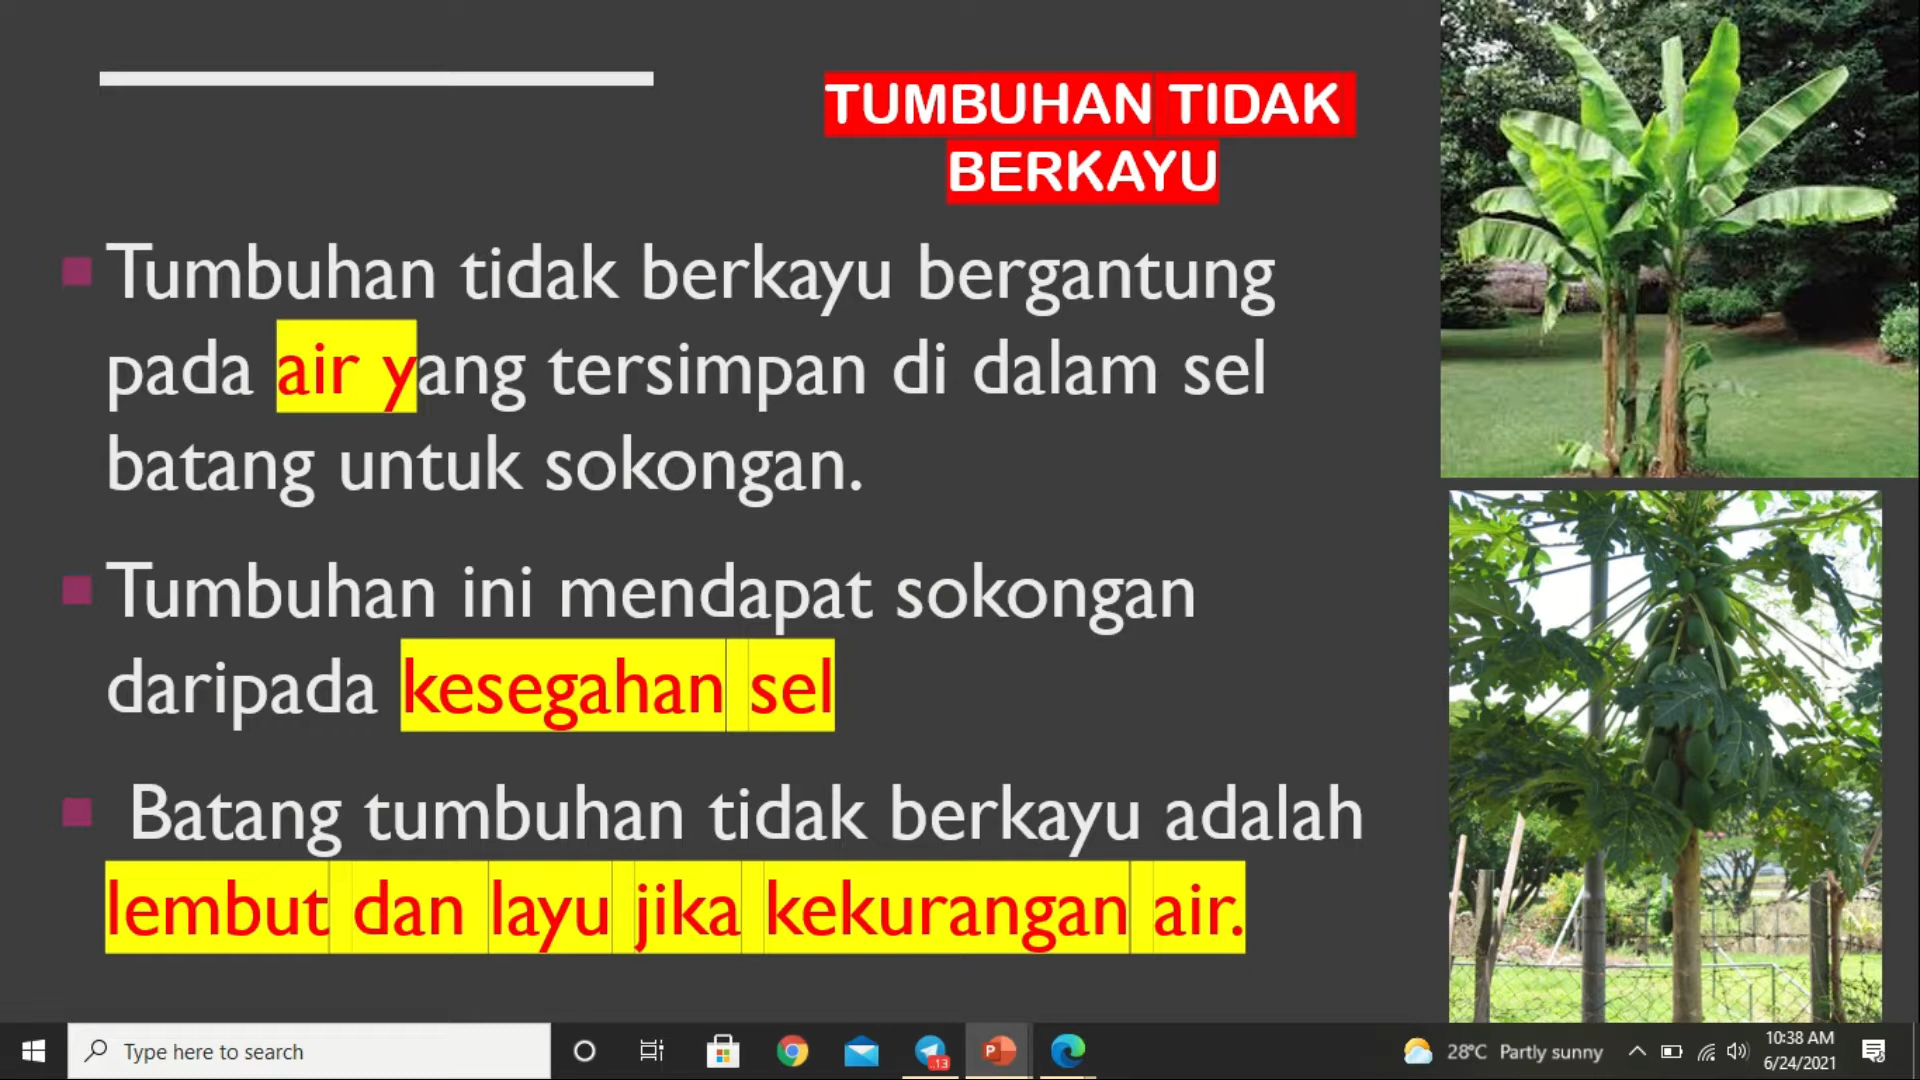 TUMBUHAN TIDAK
BERKAYU
Tumbuhan tidak berkayu bergantung
pada air yang tersimpan di dalam sel
batang untuk sokongan.
Tumbuhan ini mendapat sokongan
daripada kesegahan sel
Batang tumbuhan tidak berkayu adalah
lembut dan layu jika kekurangan air.
Type here to search
13
28°C Partly sunny
10:38 AM
6/24/2021